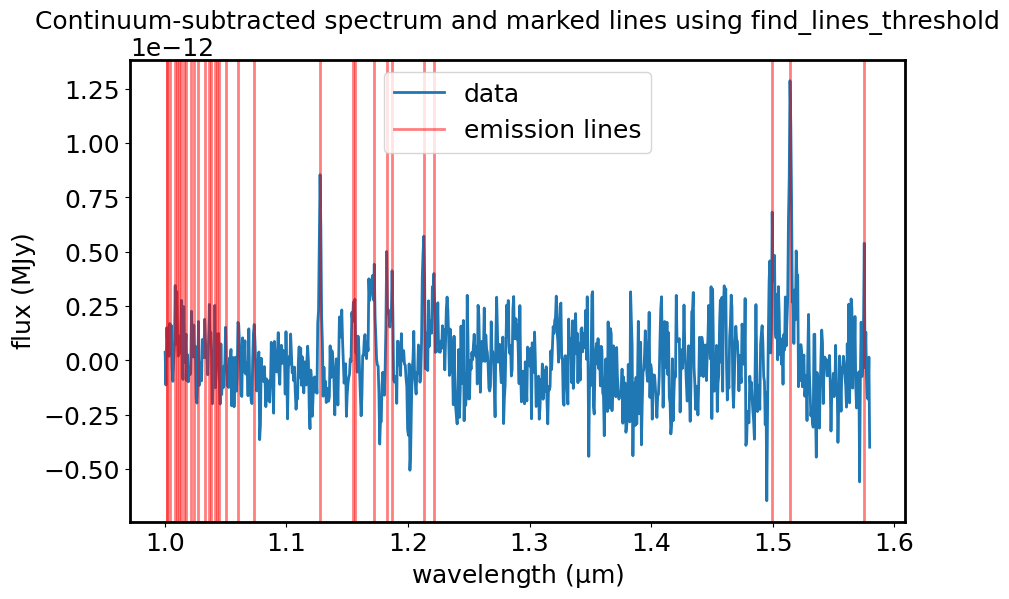 Continuum-subtracted spectrum and marked lines using find_lines_threshold
1e−12
data
emission lines
1.25
1.00
0.75
0.50
0.25
0.00
−0.25
−0.50
flux (MJy)
1.0 1.1 1.2 1.3 1.4 1.5 1.6
wavelength (μm)